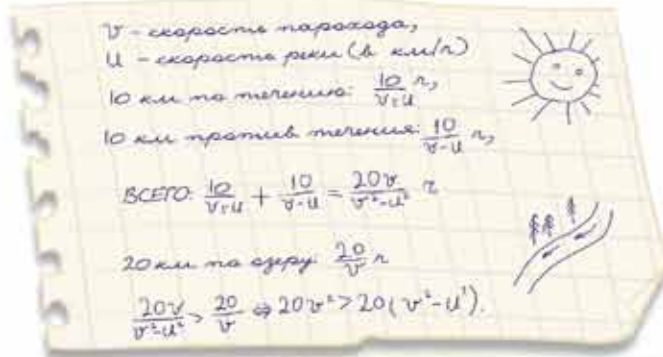 v – скорость парохода,
u – скорость реки (в км/ч)
10 км по течению: 10/(v+u) ч,
10 км против течения: 10/(v-u) ч,
ВСЕГО: 10/(v+u) + 10/(v-u) = 20v/(v²-u²) ч
20 км по озеру: 20/v ч
20v/(v²-u²) > 20/v ⇔ 20v² > 20(v²-u²).